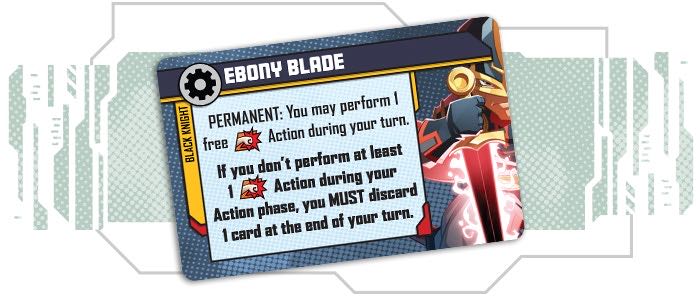 EBONY BLADE
BLACK KNIGHT
PERMANENT: You may perform 1
free Action during your turn.
If you don't perform at least
1 Action during your
Action phase, you MUST discard
1 card at the end of your turn.